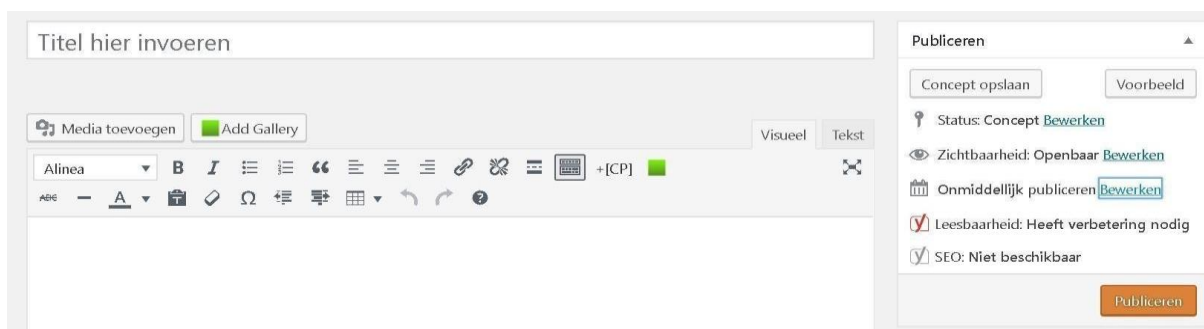 Titel hier invoeren
Media toevoegen Add Gallery
Visueel Tekst
Alinea B I +[CP]
ABC A T Ω
Publiceren
Concept opslaan Voorbeeld
Status: Concept Bewerken
Zichtbaarheid: Openbaar Bewerken
Onmiddellijk publiceren Bewerken
Leesbaarheid: Heeft verbetering nodig
SEO: Niet beschikbaar
Publiceren